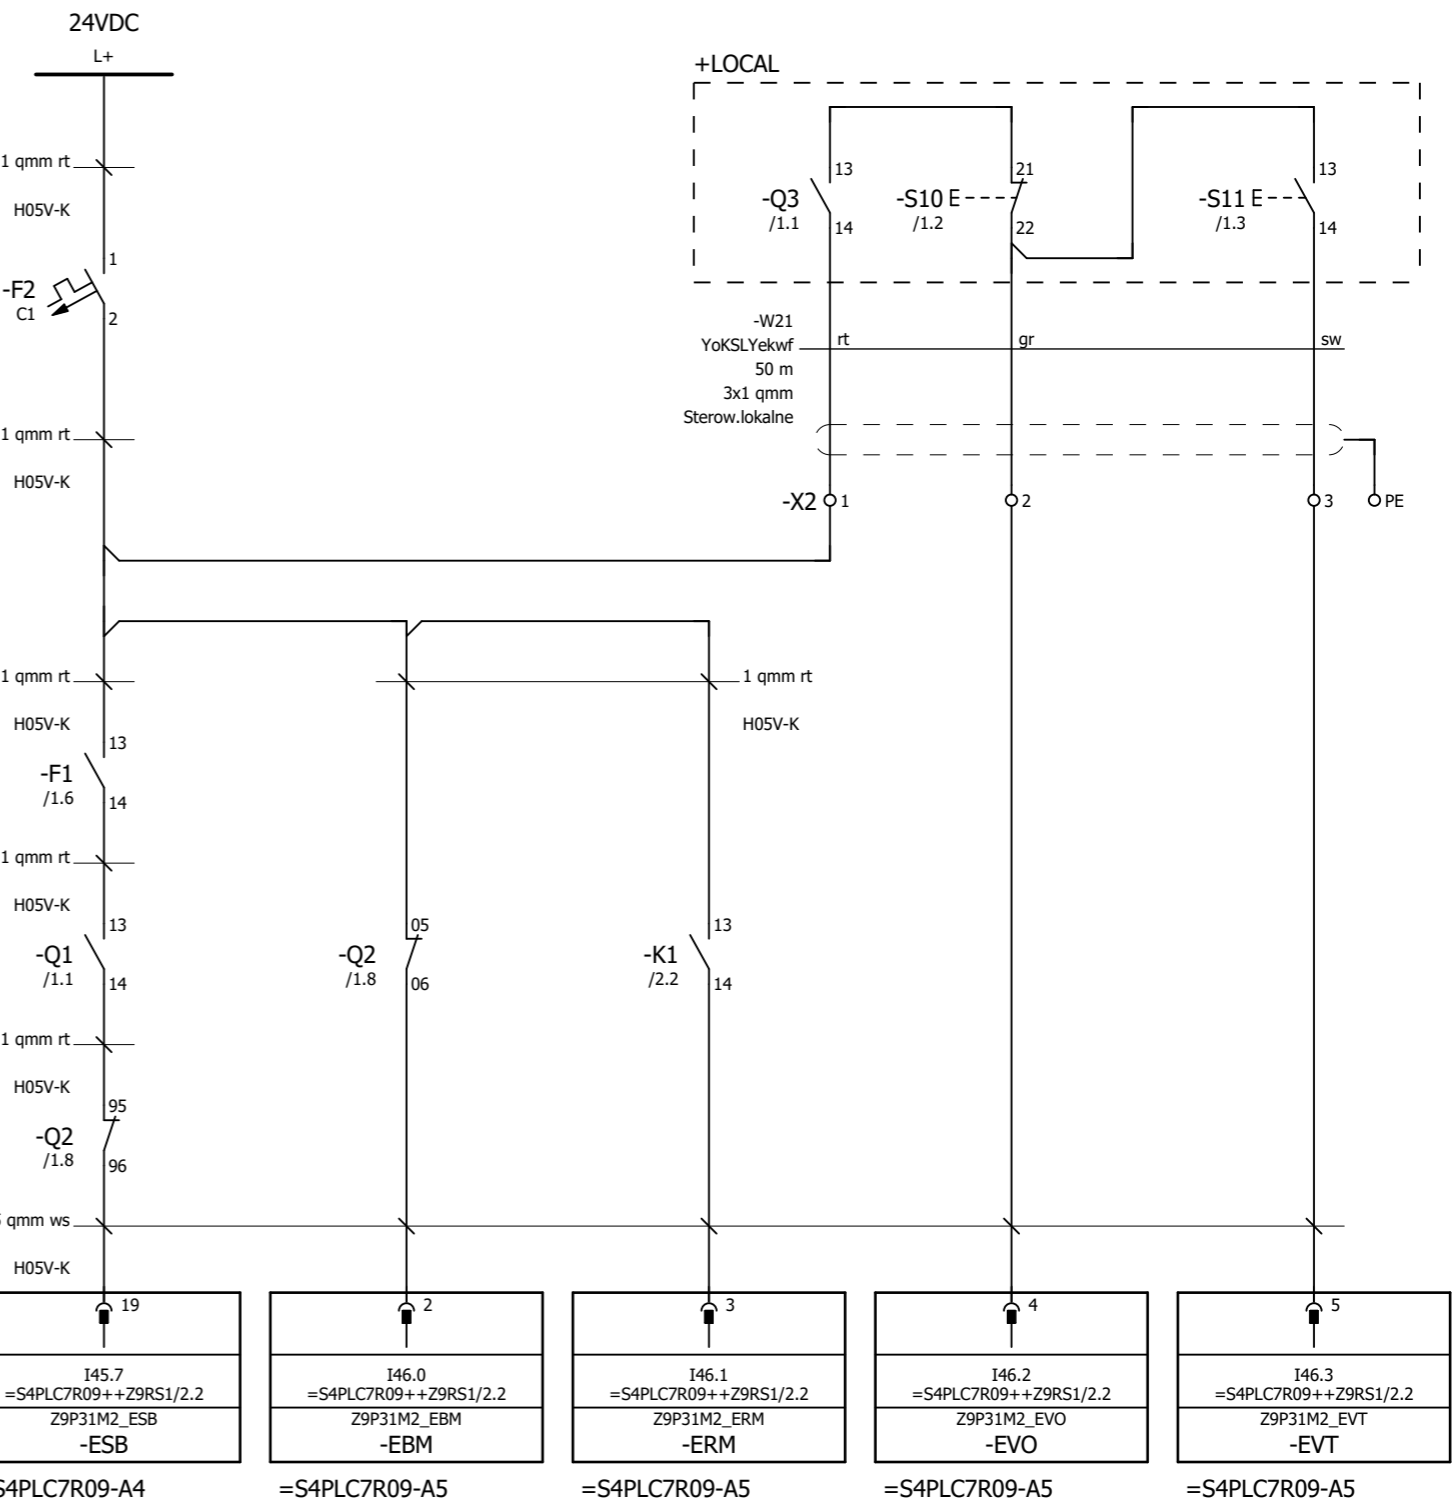 24VDC
L+
+LOCAL
1 qmm rt
H05V-K
13
-Q3
/1.1
14
21
-S10 E
/1.2
22
13
-S11 E
/1.3
14
1
-F2
C1
2
-W21
YoKSLYekwf
50 m
3x1 qmm
Sterow.lokalne
rt
gr
sw
1 qmm rt
H05V-K
-X2
1
2
3
PE
1 qmm rt
H05V-K
1 qmm rt
H05V-K
13
-F1
/1.6
14
1 qmm rt
H05V-K
13
-Q1
/1.1
14
05
-Q2
/1.8
06
13
-K1
/2.2
14
1 qmm rt
H05V-K
95
-Q2
/1.8
96
qmm ws
H05V-K
19
2
3
4
5
I45.7
=S4PLC7R09++Z9RS1/2.2
Z9P31M2_ESB
-ESB
I46.0
=S4PLC7R09++Z9RS1/2.2
Z9P31M2_EBM
-EBM
I46.1
=S4PLC7R09++Z9RS1/2.2
Z9P31M2_ERM
-ERM
I46.2
=S4PLC7R09++Z9RS1/2.2
Z9P31M2_EVO
-EVO
I46.3
=S4PLC7R09++Z9RS1/2.2
Z9P31M2_EVT
-EVT
S4PLC7R09-A4
=S4PLC7R09-A5
=S4PLC7R09-A5
=S4PLC7R09-A5
=S4PLC7R09-A5